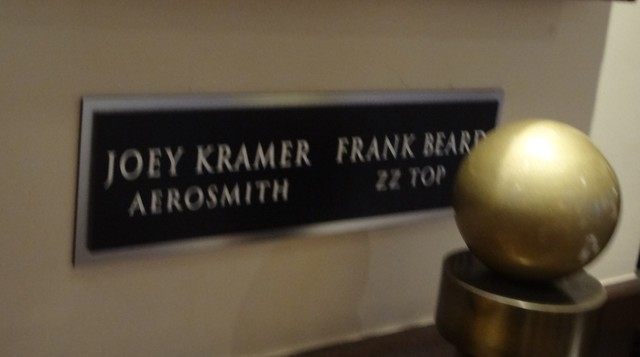 JOEY KRAMER FRANK BEARD
AEROSMITH ZZ TOP